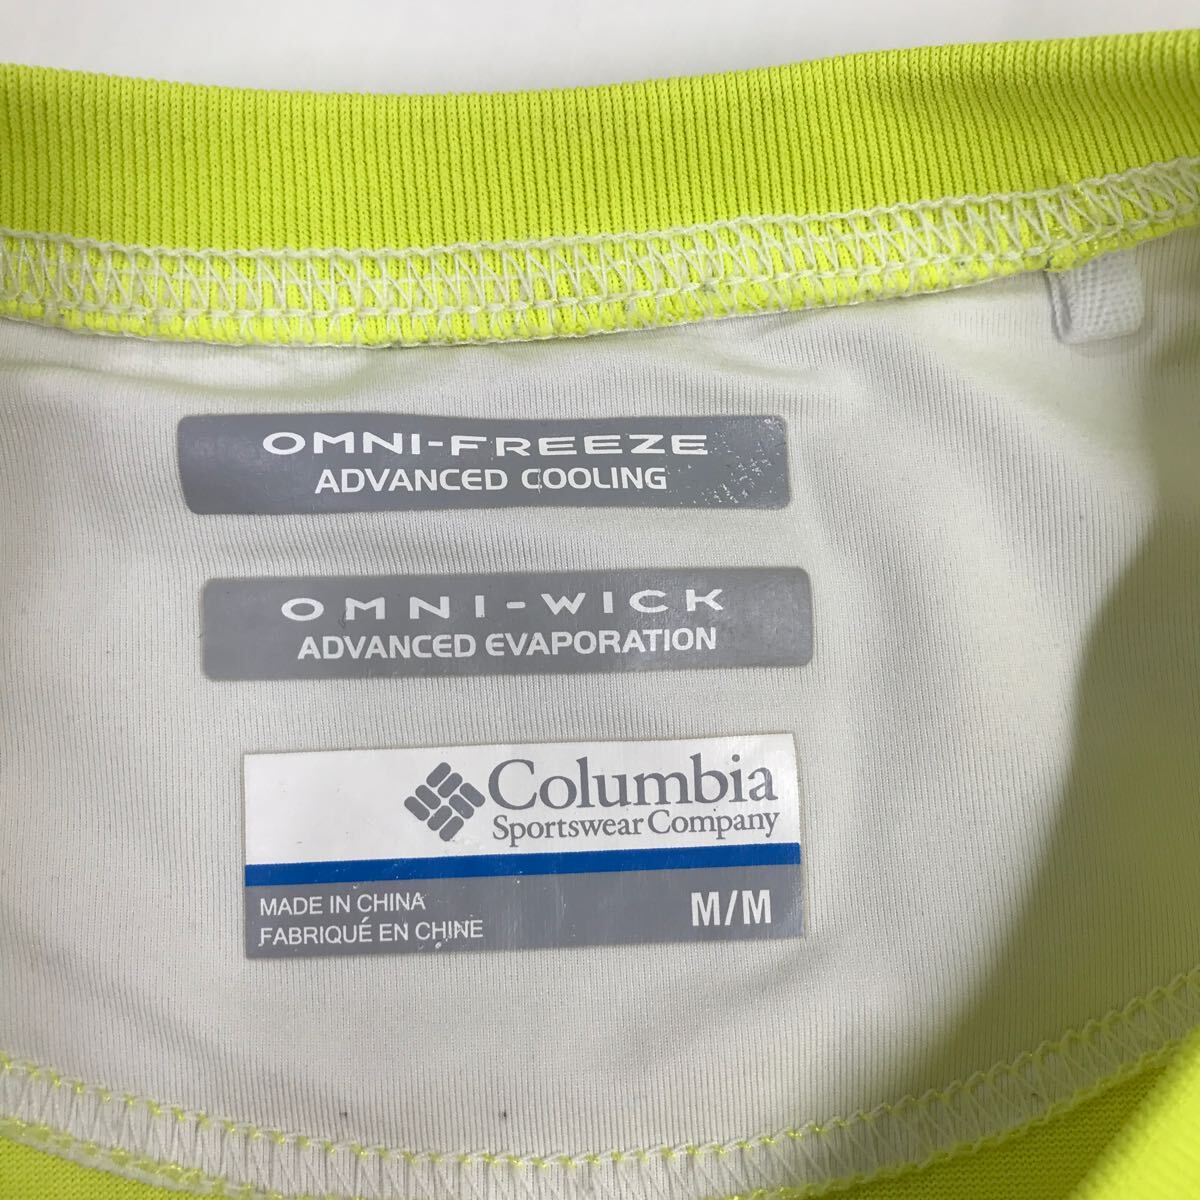 OMNI-FREEZE
ADVANCED COOLING
OMNI-WICK
ADVANCED EVAPORATION
Columbia
Sportswear Company
MADE IN CHINA
FABRIQUÉ EN CHINE
M/M